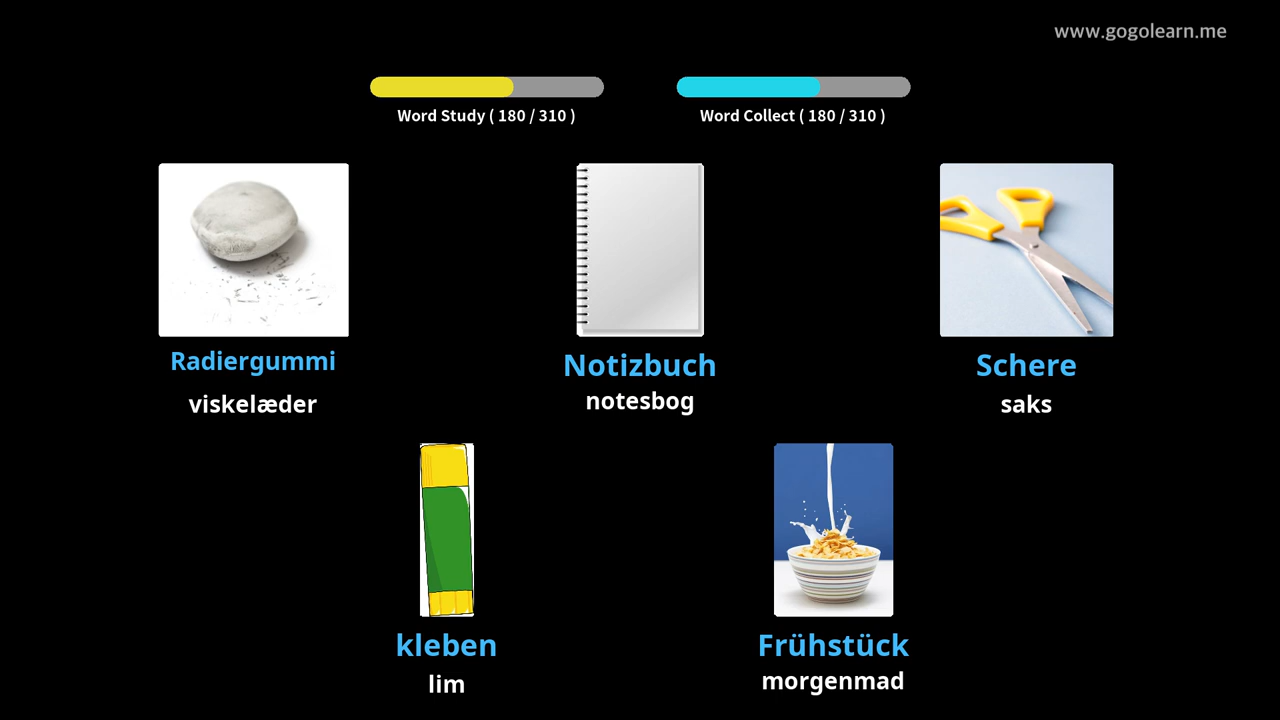 www.gogolearn.me
Word Study ( 180 / 310 )
Word Collect ( 180 / 310 )
Radiergummi
viskelæder
Notizbuch
notesbog
Schere
saks
kleben
lim
Frühstück
morgenmad